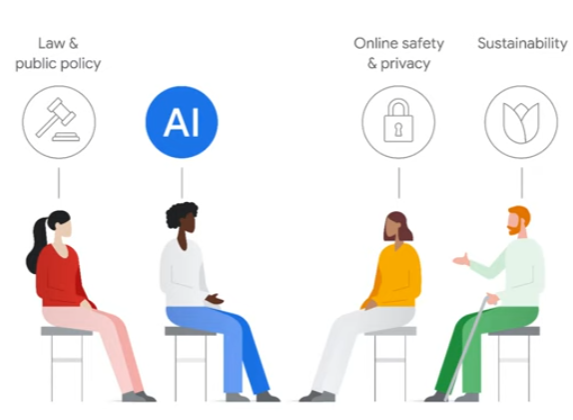 Law &
public policy
AI
Online safety
& privacy
Sustainability